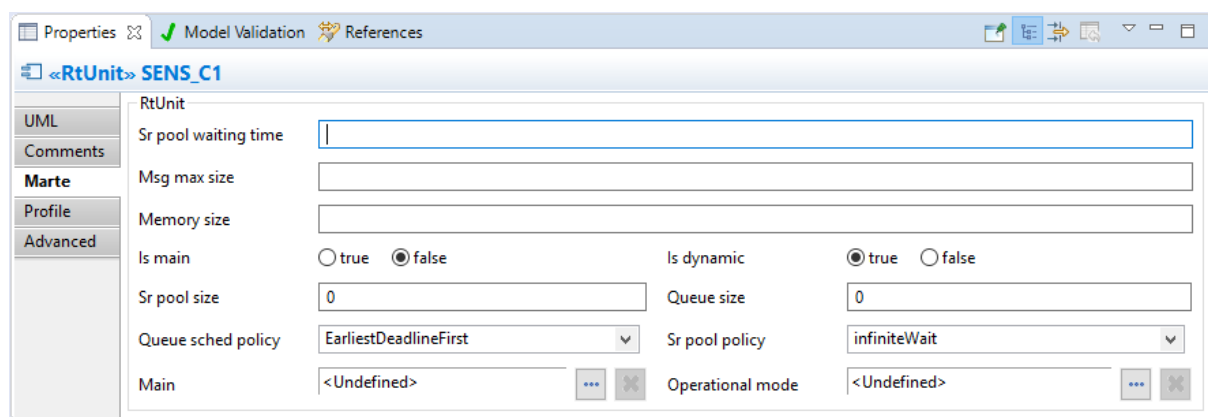 Properties Model Validation References
«RtUnit» SENS_C1
UML
Comments
Marte
Profile
Advanced
RtUnit
Sr pool waiting time
Msg max size
Memory size
Is main true false Is dynamic true false
Sr pool size 0 Queue size 0
Queue sched policy EarliestDeadlineFirst Sr pool policy infiniteWait
Main <Undefined> Operational mode <Undefined>